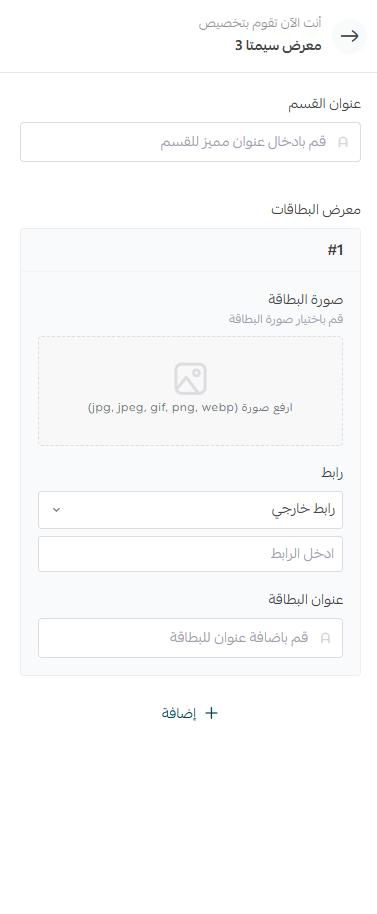 أنت الآن تقوم بتخصيص
معرض سيمتا 3
عنوان القسم
قم بادخال عنوان مميز للقسم
معرض البطاقات
#1
صورة البطاقة
قم باختيار صورة البطاقة
ارفع صورة (jpg, jpeg, gif, png, webp)
رابط
رابط خارجي
ادخل الرابط
عنوان البطاقة
قم باضافة عنوان للبطاقة
إضافة